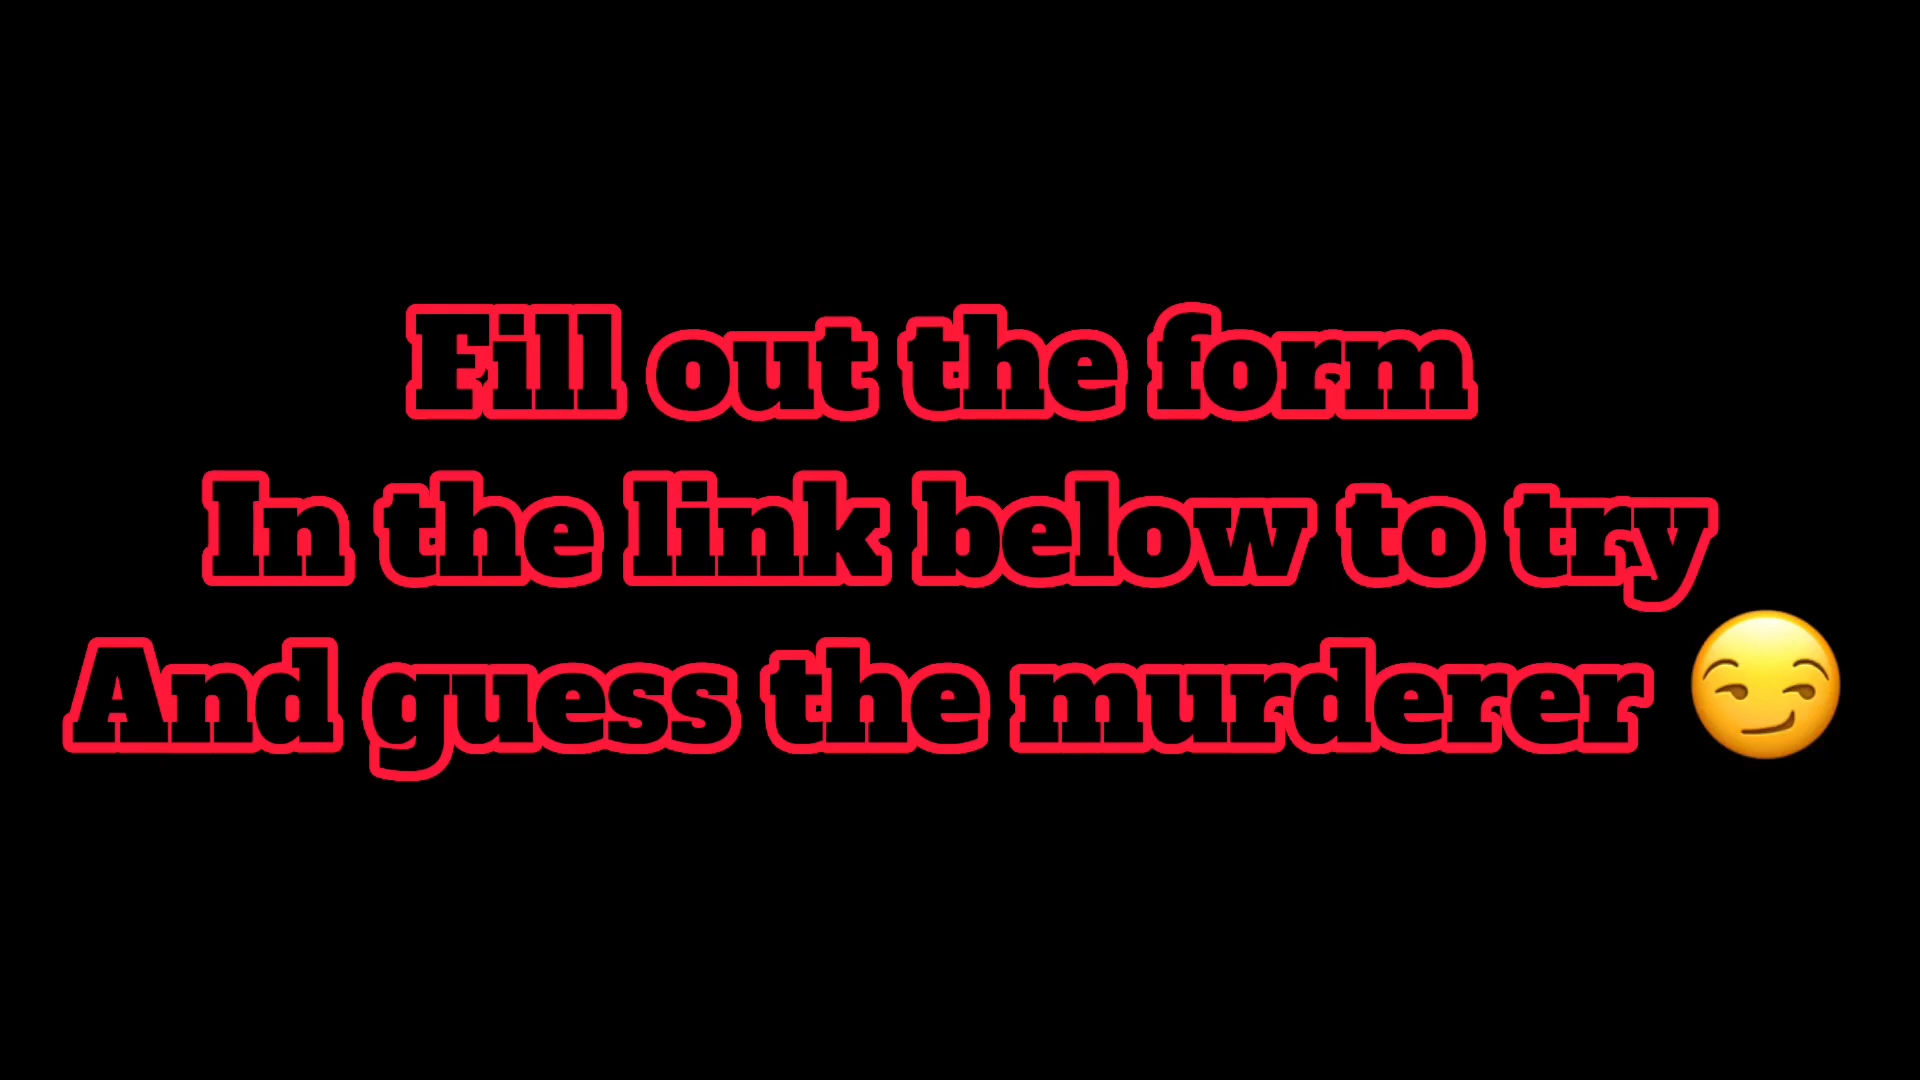 Fill out the form
In the link below to try
And guess the murderer 😏